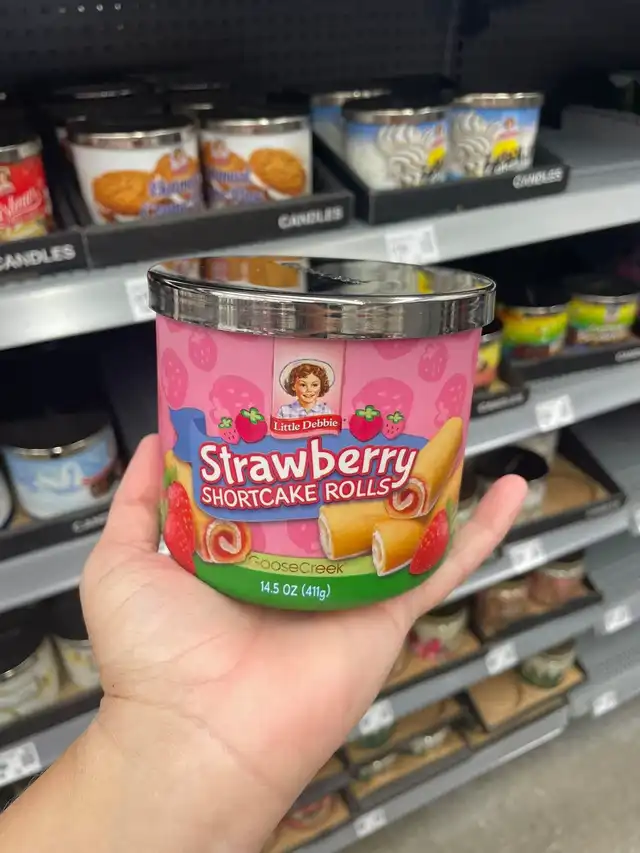 CANDLES
CANDLES
CANDLES
Little Debbie
Strawberry
SHORTCAKE ROLLS
GooseCreek
14.5 OZ (411g)